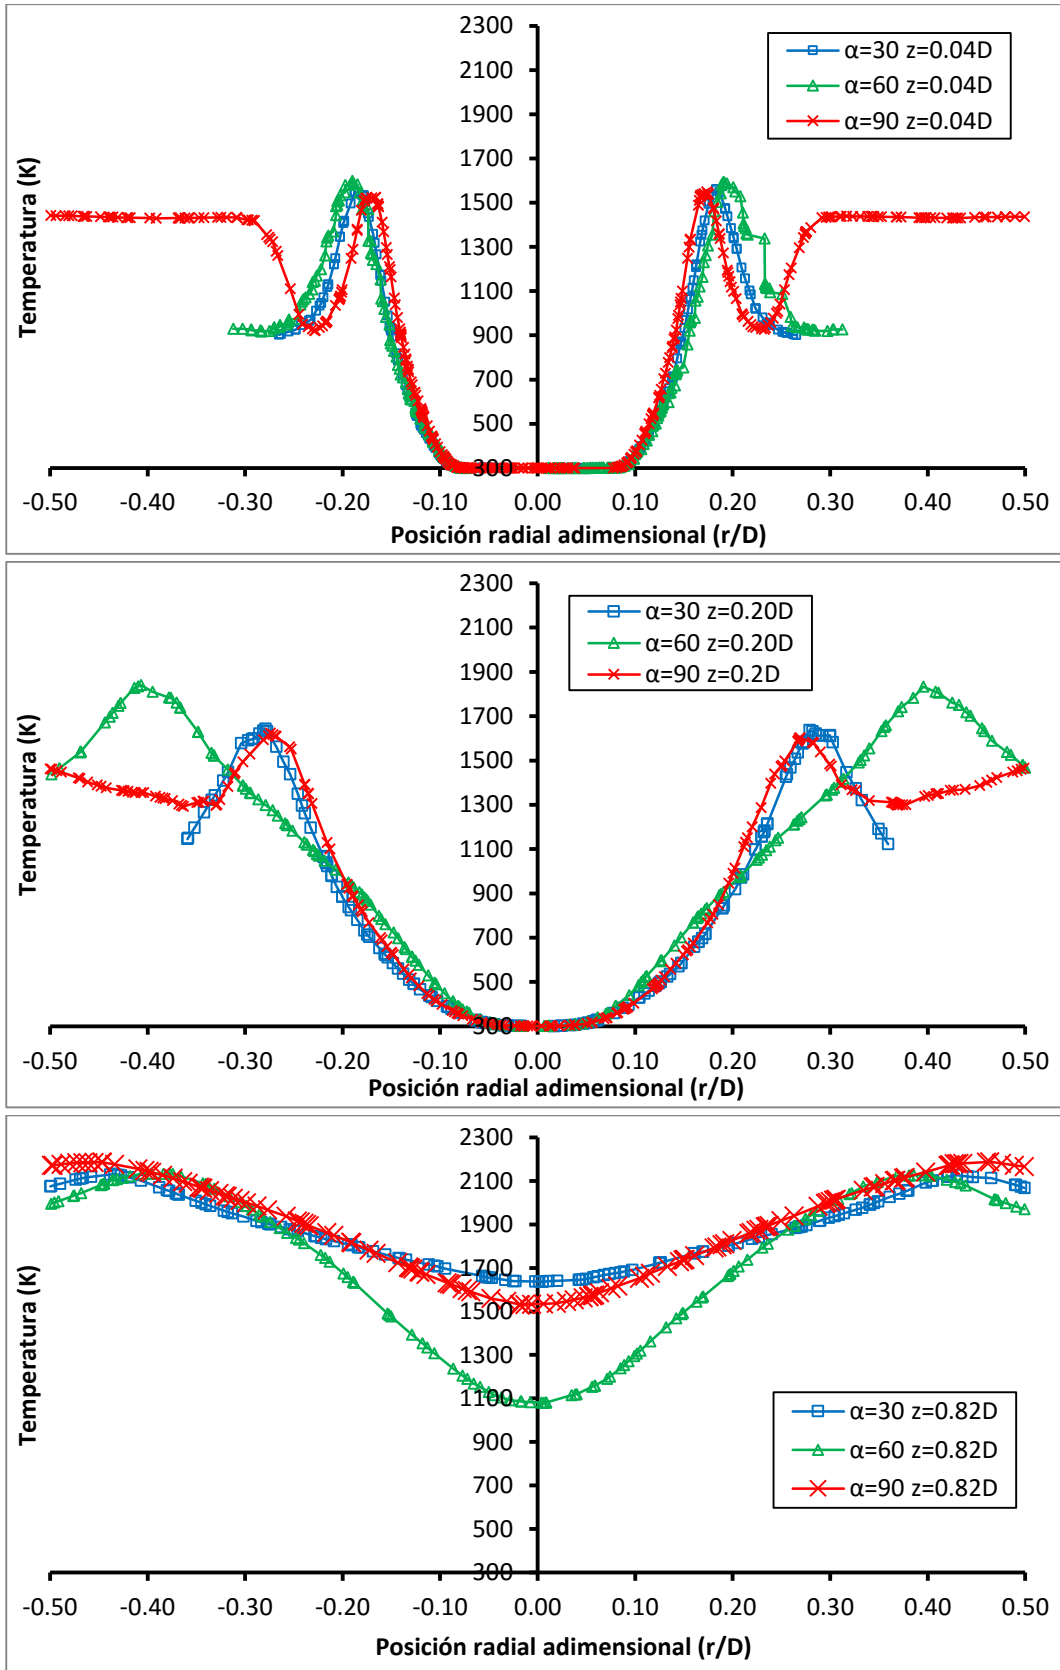 2300
2100
1900
1700
1500
1300
1100
900
700
500
300
Temperatura (K)
α=30 z=0.04D
α=60 z=0.04D
α=90 z=0.04D
-0.50 -0.40 -0.30 -0.20 -0.10 0.00 0.10 0.20 0.30 0.40 0.50
Posición radial adimensional (r/D)
2300
2100
1900
1700
1500
1300
1100
900
700
500
300
Temperatura (K)
α=30 z=0.20D
α=60 z=0.20D
α=90 z=0.2D
-0.50 -0.40 -0.30 -0.20 -0.10 0.00 0.10 0.20 0.30 0.40 0.50
Posición radial adimensional (r/D)
2300
2100
1900
1700
1500
1300
1100
900
700
500
300
Temperatura (K)
α=30 z=0.82D
α=60 z=0.82D
α=90 z=0.82D
-0.50 -0.40 -0.30 -0.20 -0.10 0.00 0.10 0.20 0.30 0.40 0.50
Posición radial adimensional (r/D)